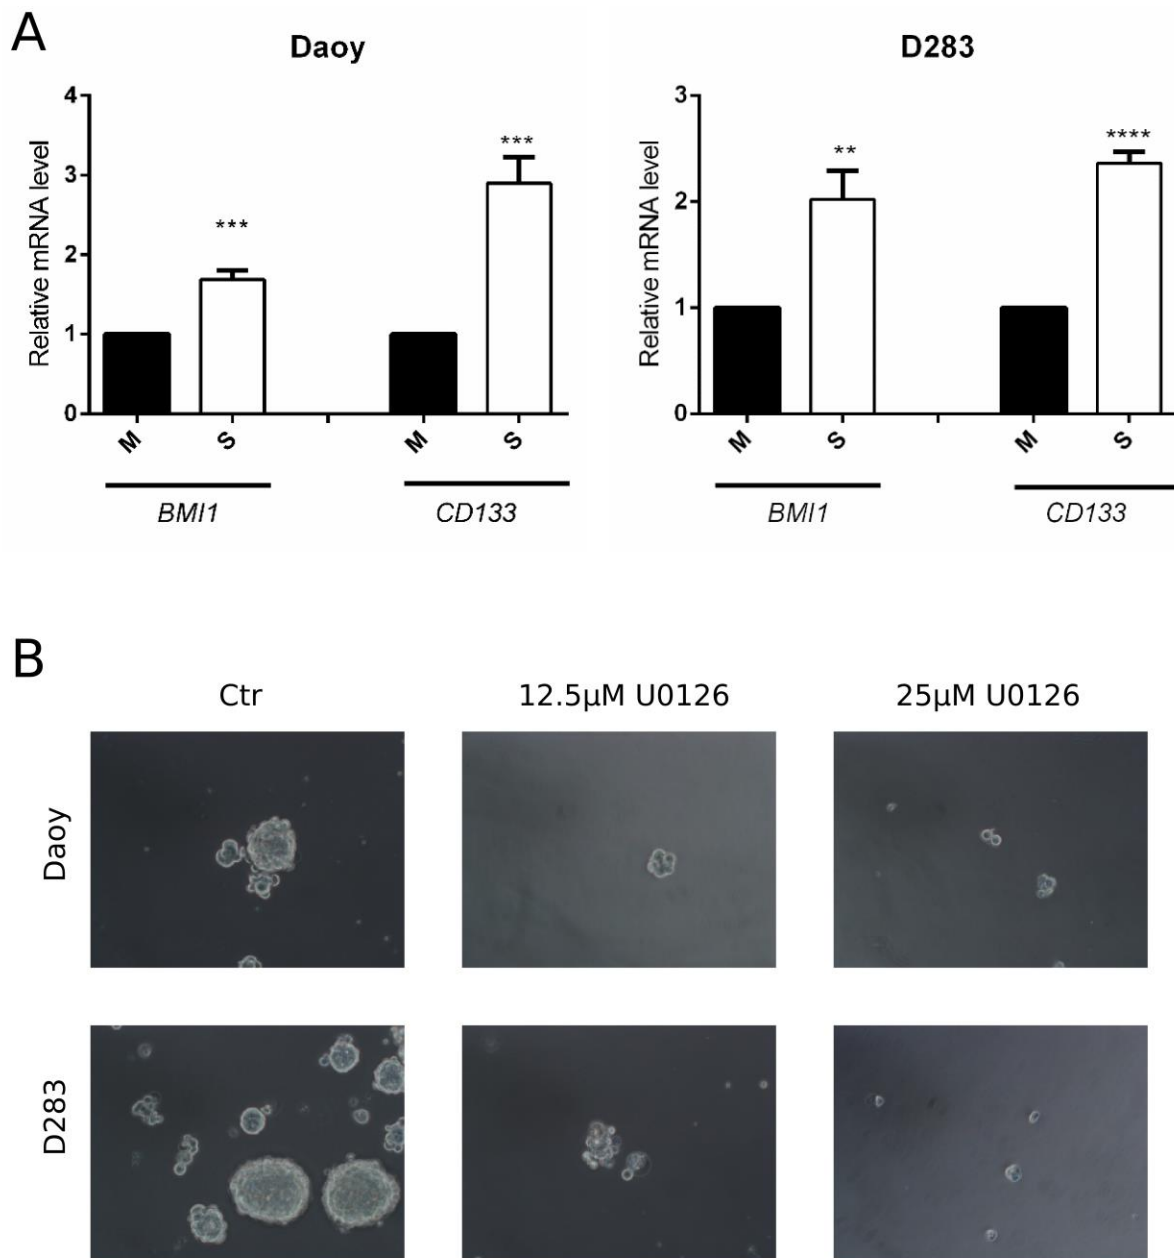 A
Daoy
D283
Relative mRNA level
4
3
2
1
0
***
***
M
S
M
S
BMI1
CD133
Relative mRNA level
3
2
1
0
**
****
M
S
M
S
BMI1
CD133
B
Ctr
12.5µM U0126
25µM U0126
Daoy
D283